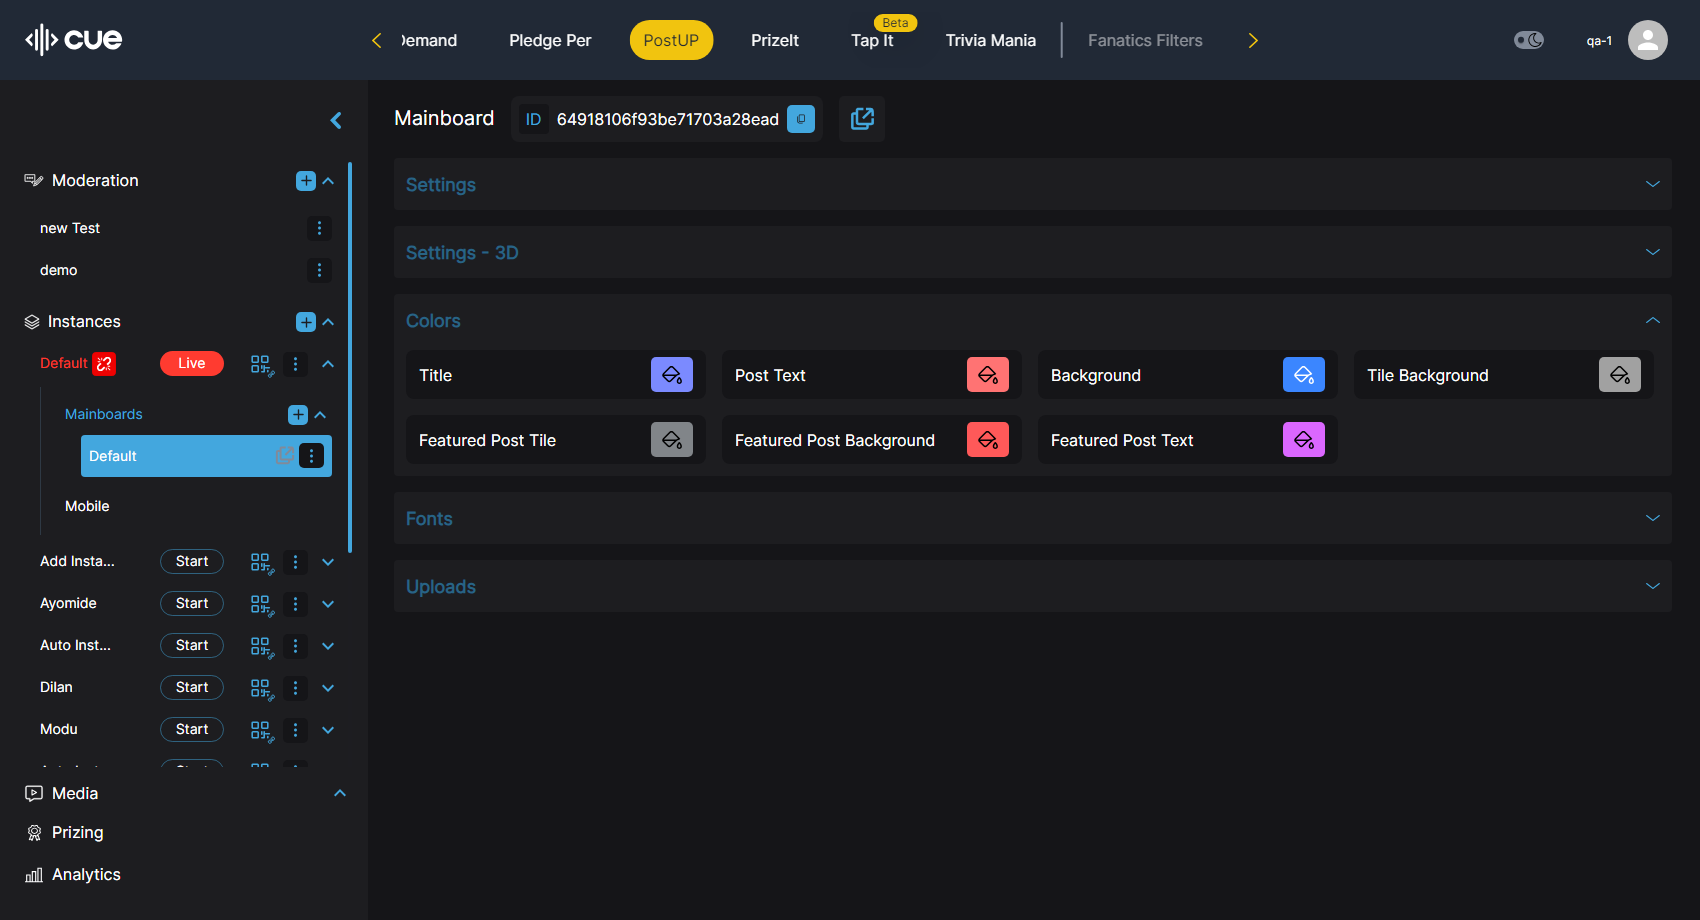 cue
Demand
Pledge Per
PostUP
PrizeIt
Beta
Tap It
Trivia Mania
Fanatics Filters
qa-1
Mainboard
ID
64918106f93be71703a28ead
Moderation
new Test
demo
Instances
Default
Live
Mainboards
Default
Mobile
Add Insta...
Start
Ayomide
Start
Auto Inst...
Start
Dilan
Start
Modu
Start
Media
Prizing
Analytics
Settings
Settings - 3D
Colors
Title
Post Text
Background
Tile Background
Featured Post Tile
Featured Post Background
Featured Post Text
Fonts
Uploads